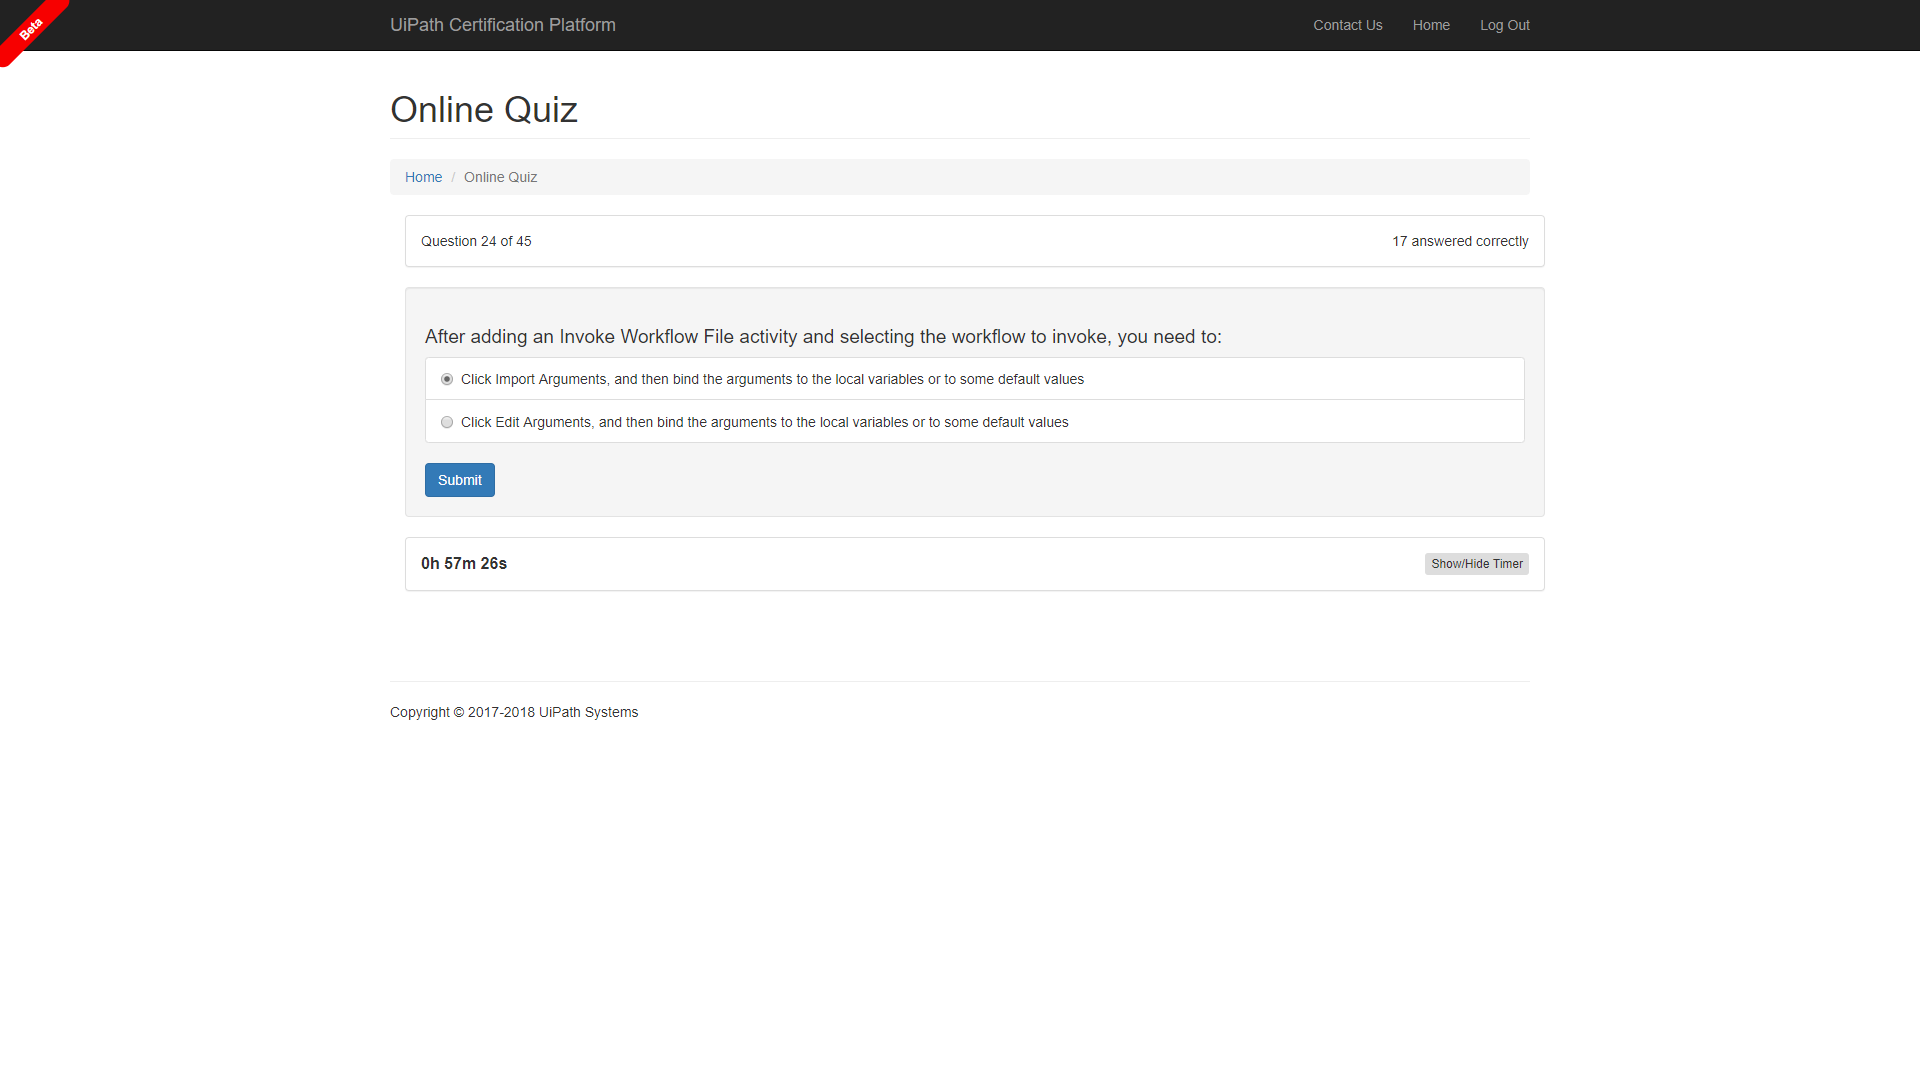 Beta
UiPath Certification Platform
Contact Us
Home
Log Out
Online Quiz
Home / Online Quiz
Question 24 of 45
17 answered correctly
After adding an Invoke Workflow File activity and selecting the workflow to invoke, you need to:
Click Import Arguments, and then bind the arguments to the local variables or to some default values
Click Edit Arguments, and then bind the arguments to the local variables or to some default values
Submit
0h 57m 26s
Show/Hide Timer
Copyright © 2017-2018 UiPath Systems